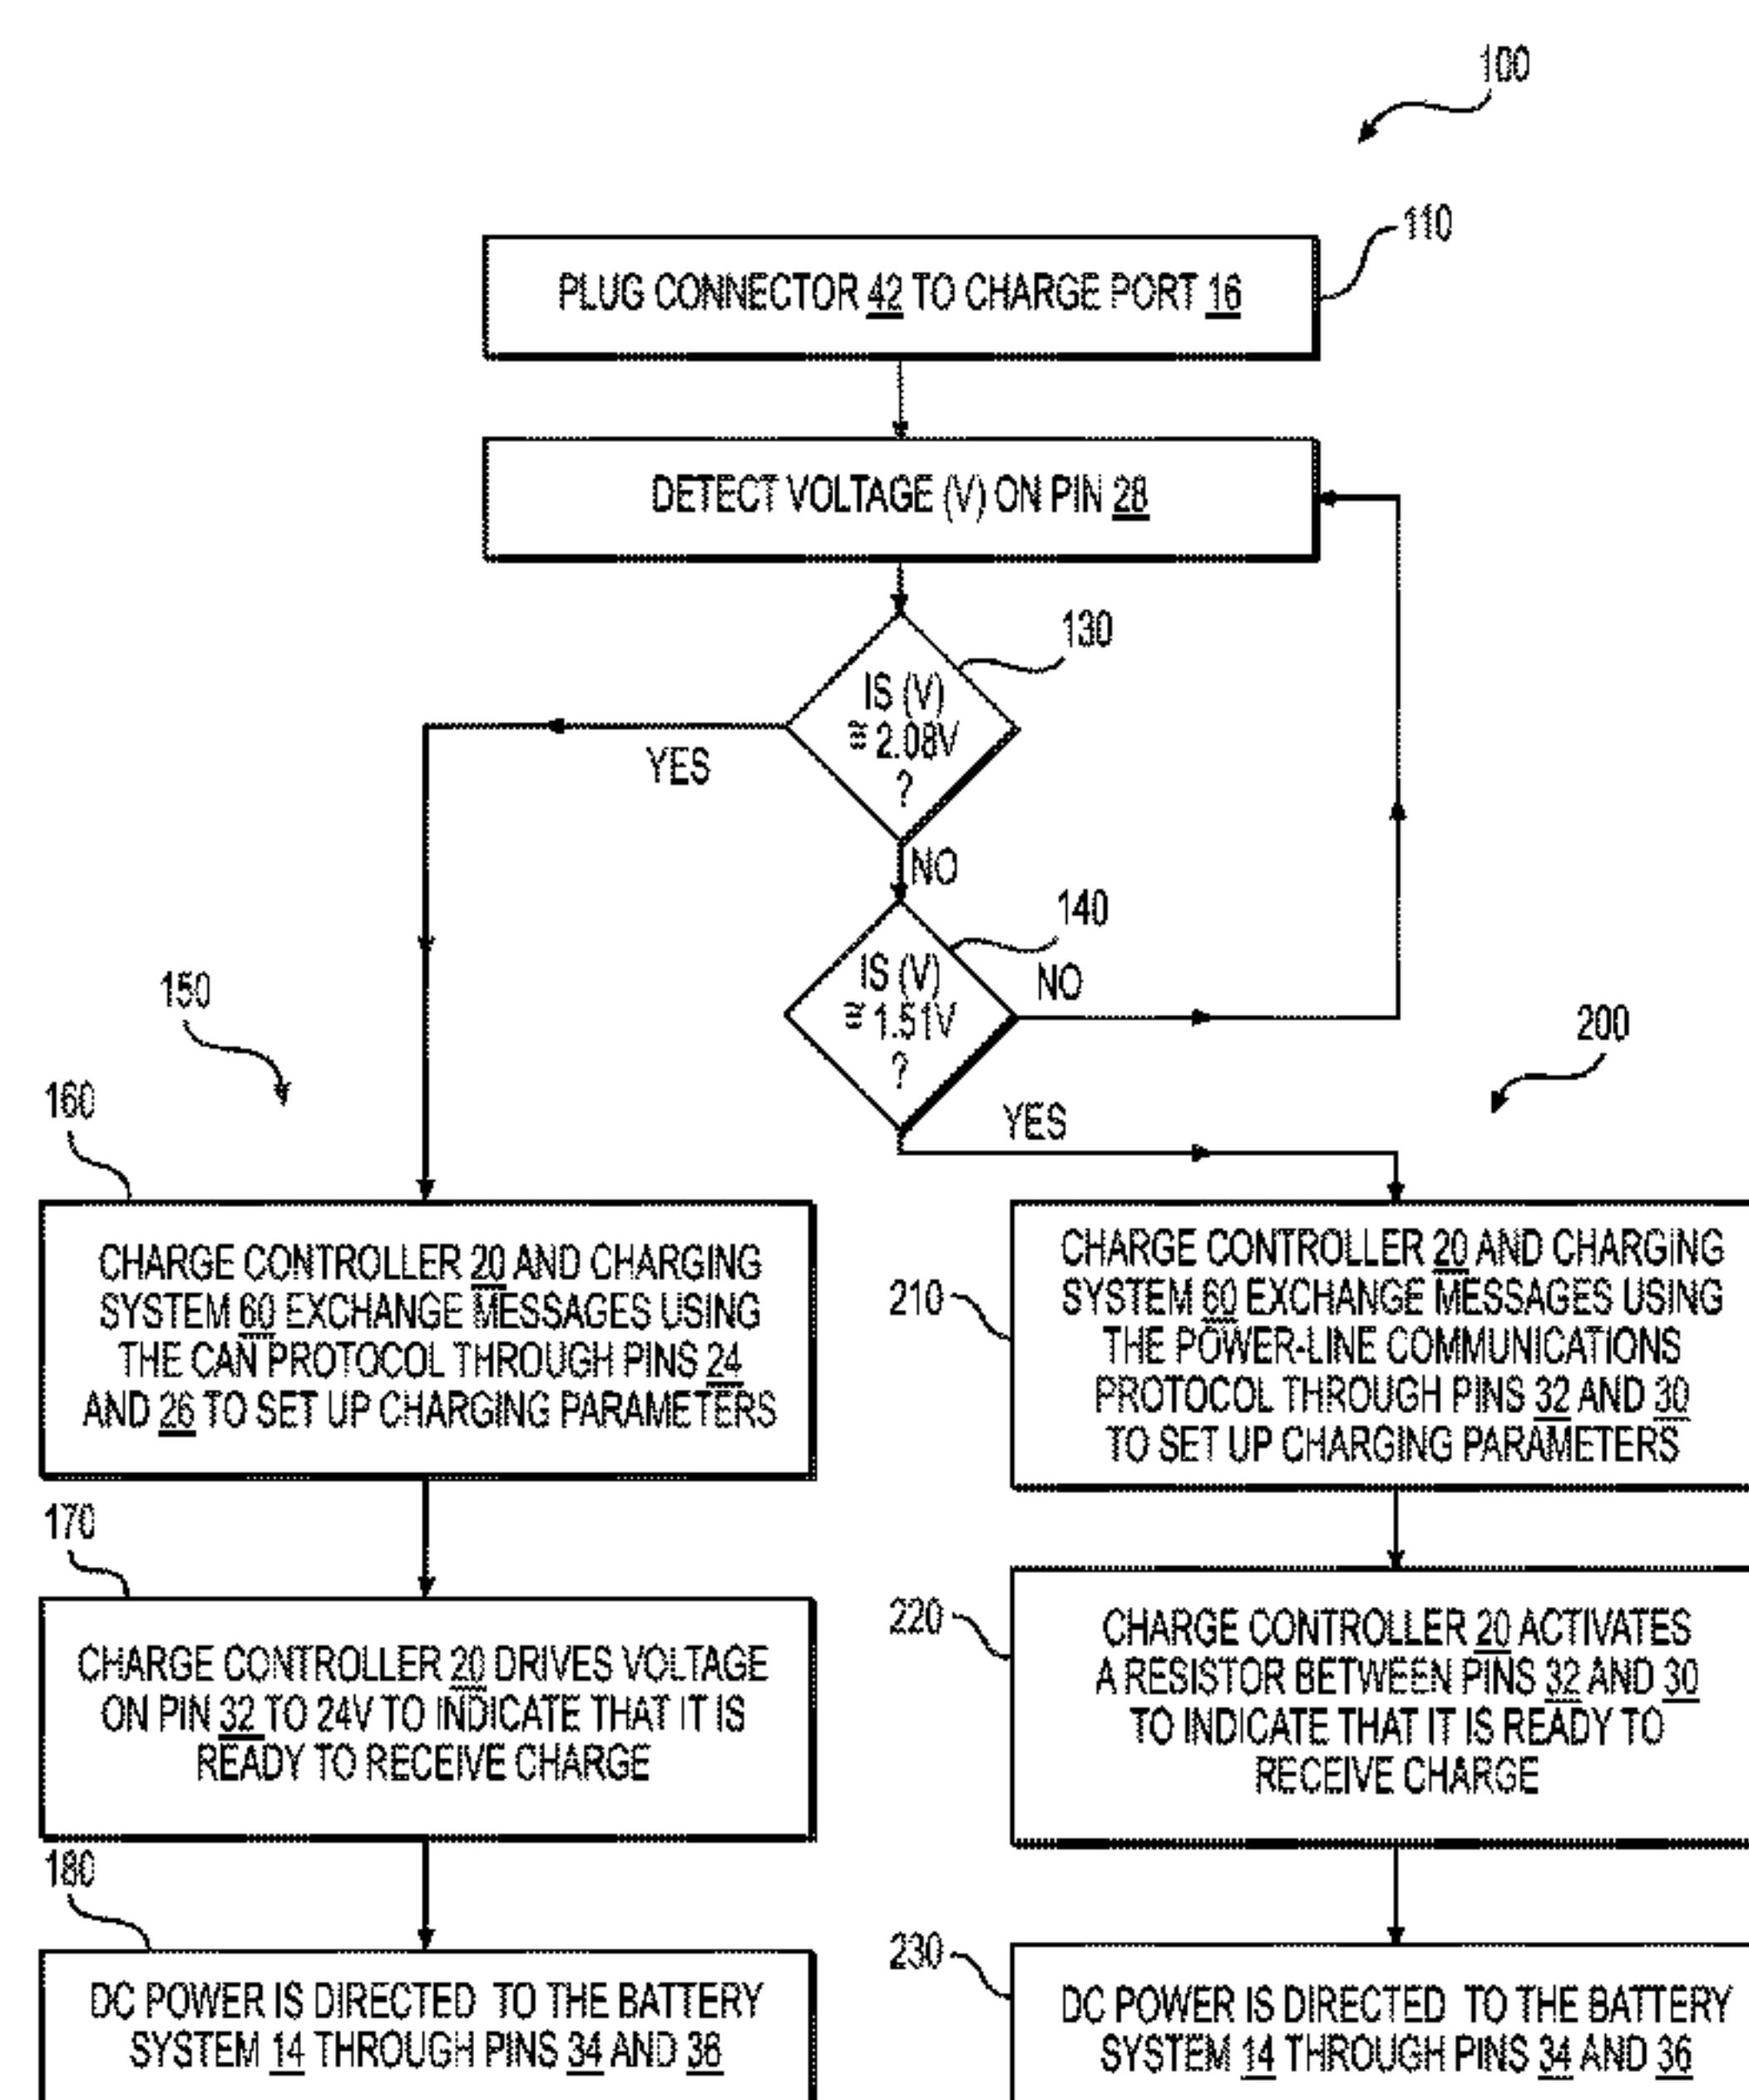 100
110
PLUG CONNECTOR 42 TO CHARGE PORT 16
DETECT VOLTAGE (V) ON PIN 28
130
IS (V)
≅ 2.08V
?
YES
NO
140
IS (V)
≅ 1.51V
?
NO
YES
150
200
160
CHARGE CONTROLLER 20 AND CHARGING
SYSTEM 60 EXCHANGE MESSAGES USING
THE CAN PROTOCOL THROUGH PINS 24
AND 26 TO SET UP CHARGING PARAMETERS
170
CHARGE CONTROLLER 20 DRIVES VOLTAGE
ON PIN 32 TO 24V TO INDICATE THAT IT IS
READY TO RECEIVE CHARGE
180
DC POWER IS DIRECTED TO THE BATTERY
SYSTEM 14 THROUGH PINS 34 AND 36
210
CHARGE CONTROLLER 20 AND CHARGING
SYSTEM 60 EXCHANGE MESSAGES USING
THE POWER-LINE COMMUNICATIONS
PROTOCOL THROUGH PINS 32 AND 30
TO SET UP CHARGING PARAMETERS
220
CHARGE CONTROLLER 20 ACTIVATES
A RESISTOR BETWEEN PINS 32 AND 30
TO INDICATE THAT IT IS READY TO
RECEIVE CHARGE
230
DC POWER IS DIRECTED TO THE BATTERY
SYSTEM 14 THROUGH PINS 34 AND 36